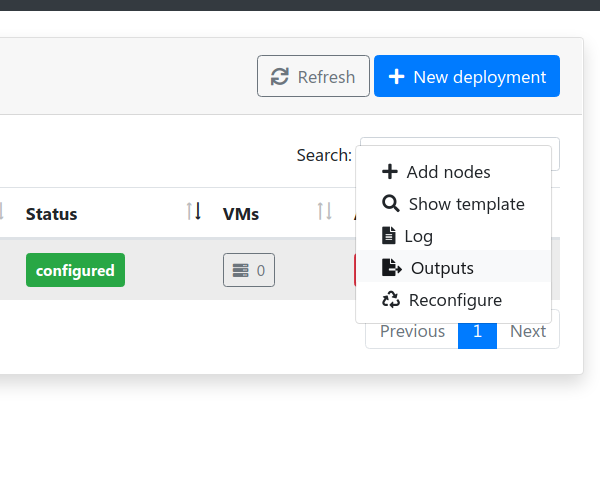 Refresh
New deployment
Search:
Status
VMs
configured
0
Add nodes
Show template
Log
Outputs
Reconfigure
Previous 1 Next